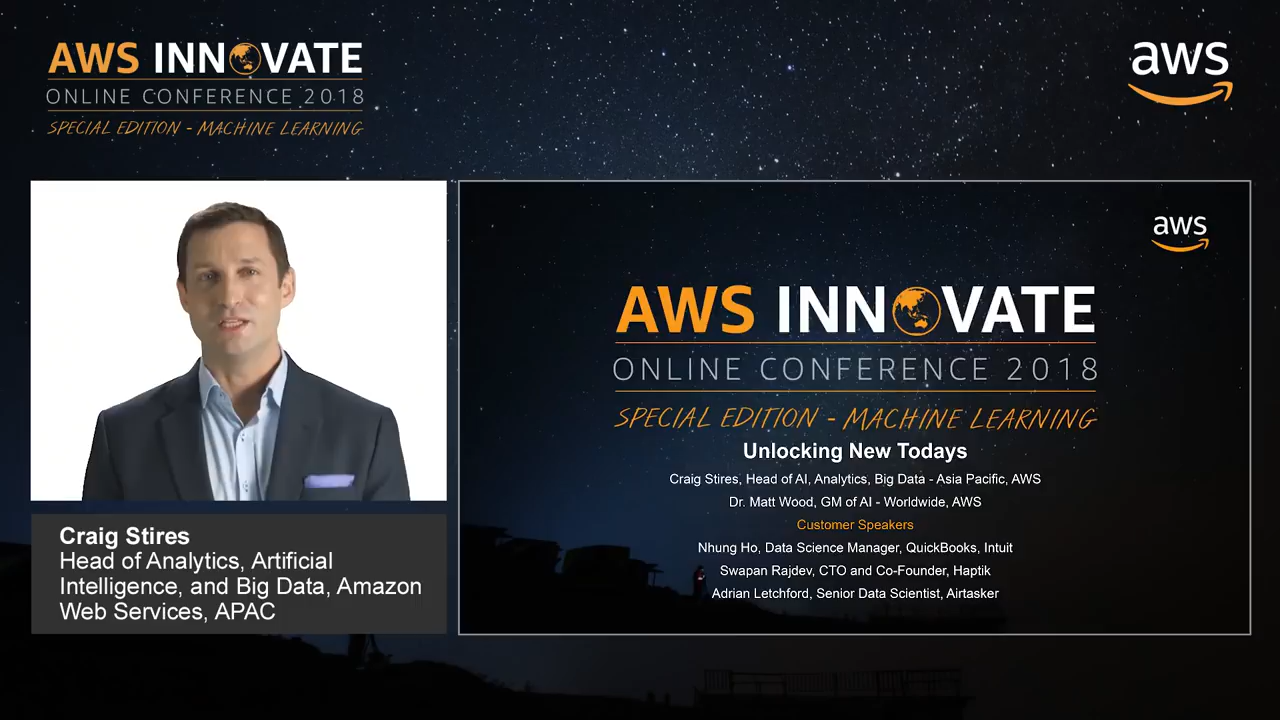 AWS INNOVATE
ONLINE CONFERENCE 2018
SPECIAL EDITION - MACHINE LEARNING
aws
aws
AWS INNOVATE
ONLINE CONFERENCE 2018
SPECIAL EDITION - MACHINE LEARNING
Unlocking New Todays
Craig Stires, Head of AI, Analytics, Big Data - Asia Pacific, AWS
Dr. Matt Wood, GM of AI - Worldwide, AWS
Customer Speakers
Nhung Ho, Data Science Manager, QuickBooks, Intuit
Swapan Rajdev, CTO and Co-Founder, Haptik
Adrian Letchford, Senior Data Scientist, Airtasker
Craig Stires
Head of Analytics, Artificial
Intelligence, and Big Data, Amazon
Web Services, APAC